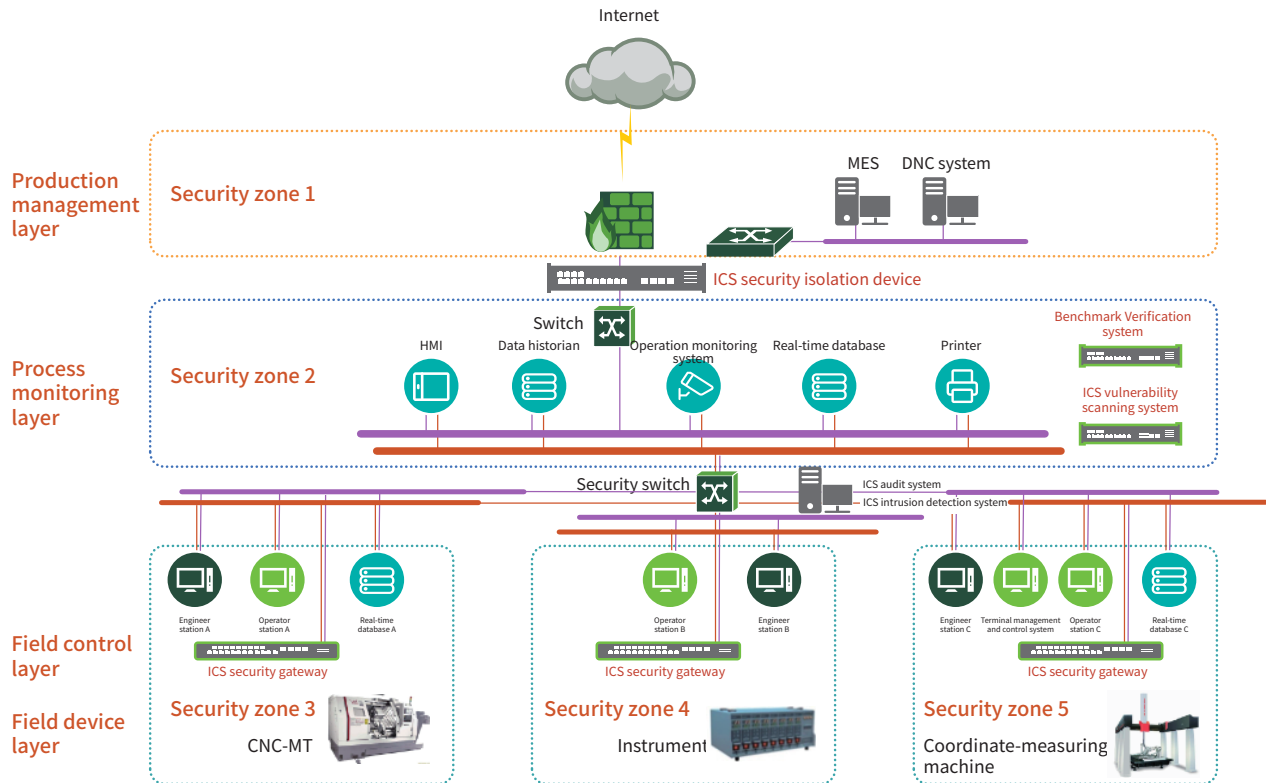 Internet
Production
management
layer
Security zone 1
MES
DNC system
ICS security isolation device
Process
monitoring
layer
Security zone 2
Switch
HMI
Data historian
Operation monitoring
system
Real-time database
Printer
Benchmark Verification
system
ICS vulnerability
scanning system
Security switch
ICS audit system
ICS intrusion detection system
Field control
layer
Engineer
station A
Operator
station A
Real-time
database A
ICS security gateway
Operator
station B
Engineer
station B
ICS security gateway
Engineer
station C
Terminal management
and control system
Operator
station C
Real-time
database C
ICS security gateway
Field device
layer
Security zone 3
CNC-MT
Security zone 4
Instrument
Security zone 5
Coordinate-measuring
machine